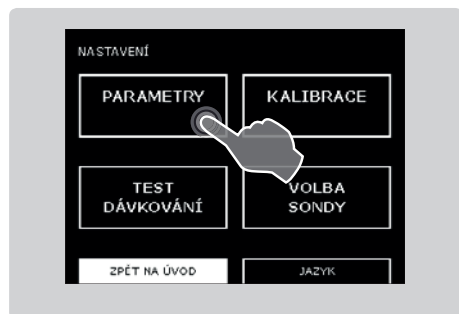 NASTAVENÍ
PARAMETRY
KALIBRACE
TEST
DÁVKOVÁNÍ
VOLBA
SONDY
ZPĚT NA ÚVOD
JAZYK